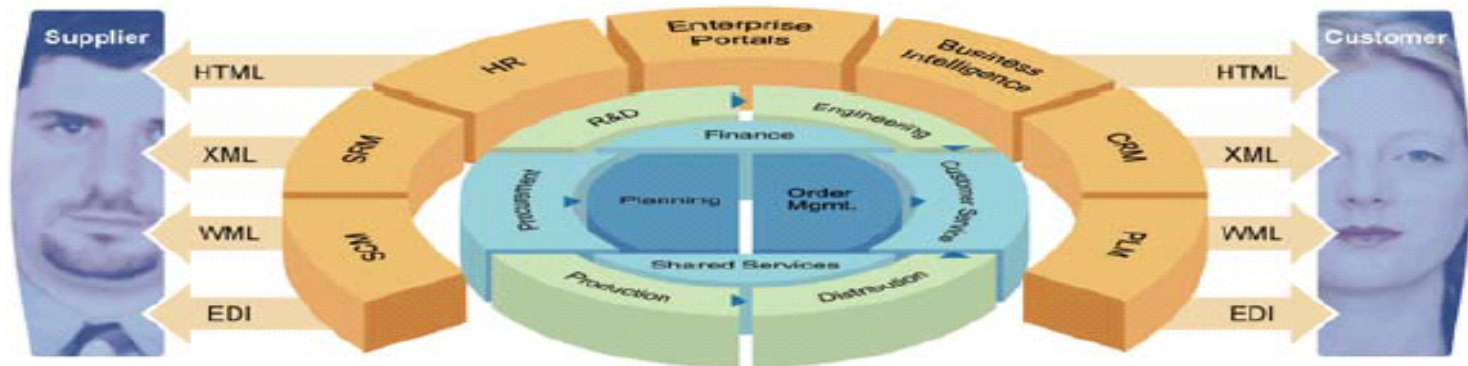 Supplier
HTML
XML
WML
EDI
SCM
SRM
HR
Enterprise
Portals
Business
Intelligence
CRM
PLM
R&D
Engineering
Finance
Procurement
Planning
Order
Mgmt.
Customer Service
Shared Services
Production
Distribution
Customer
HTML
XML
WML
EDI